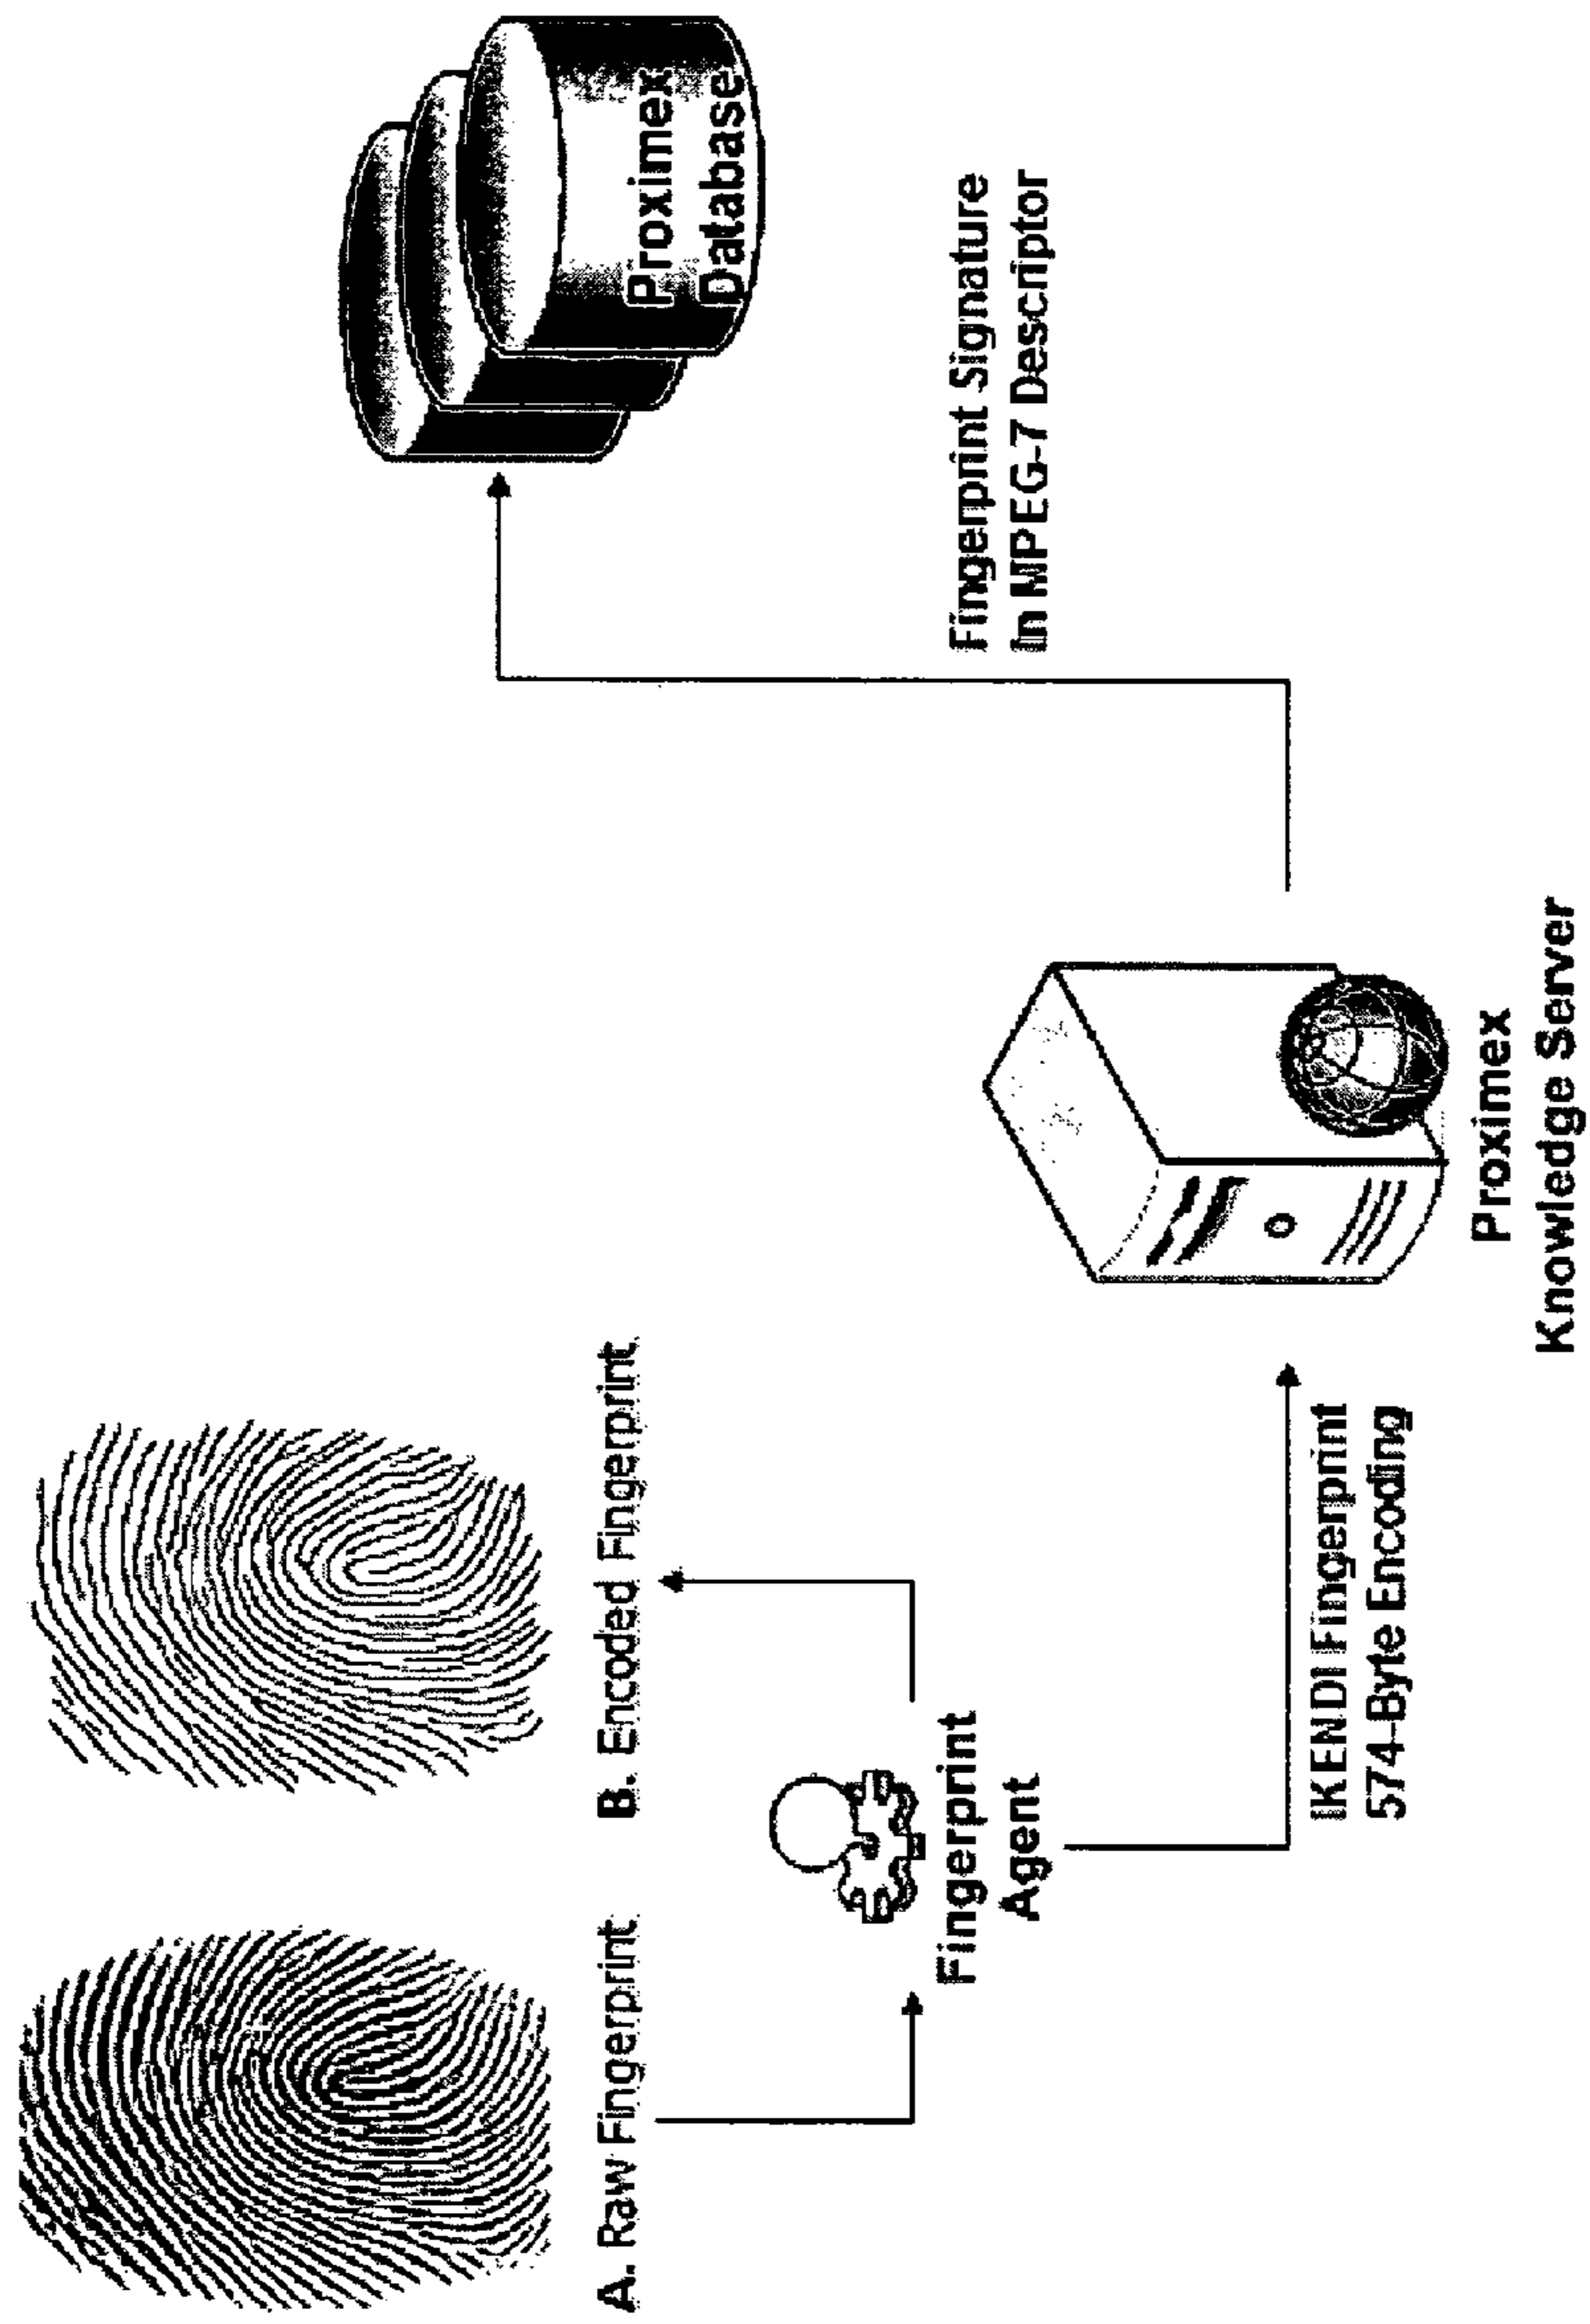 A. Raw Fingerprint
B. Encoded Fingerprint
Fingerprint
Agent
IKENDI Fingerprint
574-Byte Encoding
Proximex
Knowledge Server
Fingerprint Signature
In MPEG-7 Descriptor
Proximex
Database